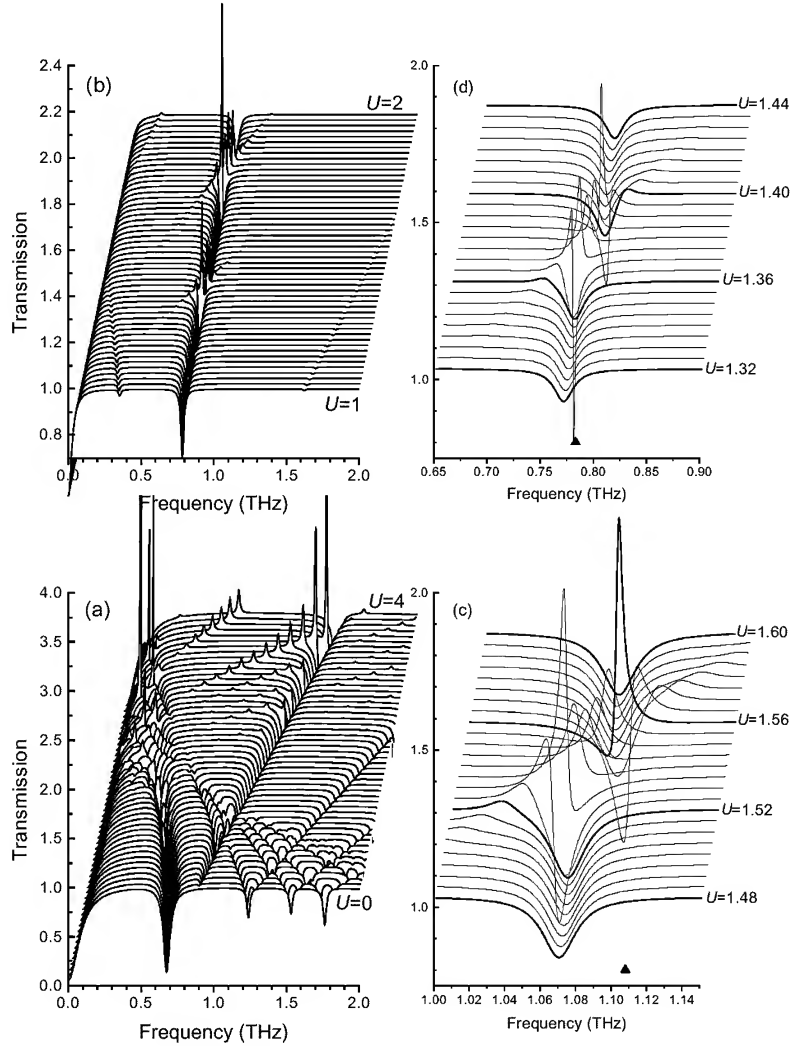 (b)
2.4
2.2
2.0
1.8
1.6
1.4
1.2
1.0
0.8
Transmission
U=2
U=1
0.0
0.5
1.0
1.5
2.0
Frequency (THz)
(d)
2.0
1.5
1.0
U=1.44
U=1.40
U=1.36
U=1.32
0.65
0.70
0.75
0.80
0.85
0.90
Frequency (THz)
(a)
4.0
3.5
3.0
2.5
2.0
1.5
1.0
0.5
0.0
Transmission
U=4
U=0
0.0
0.5
1.0
1.5
2.0
Frequency (THz)
(c)
2.0
1.5
1.0
U=1.60
U=1.56
U=1.52
U=1.48
1.00
1.02
1.04
1.06
1.08
1.10
1.12
1.14
Frequency (THz)